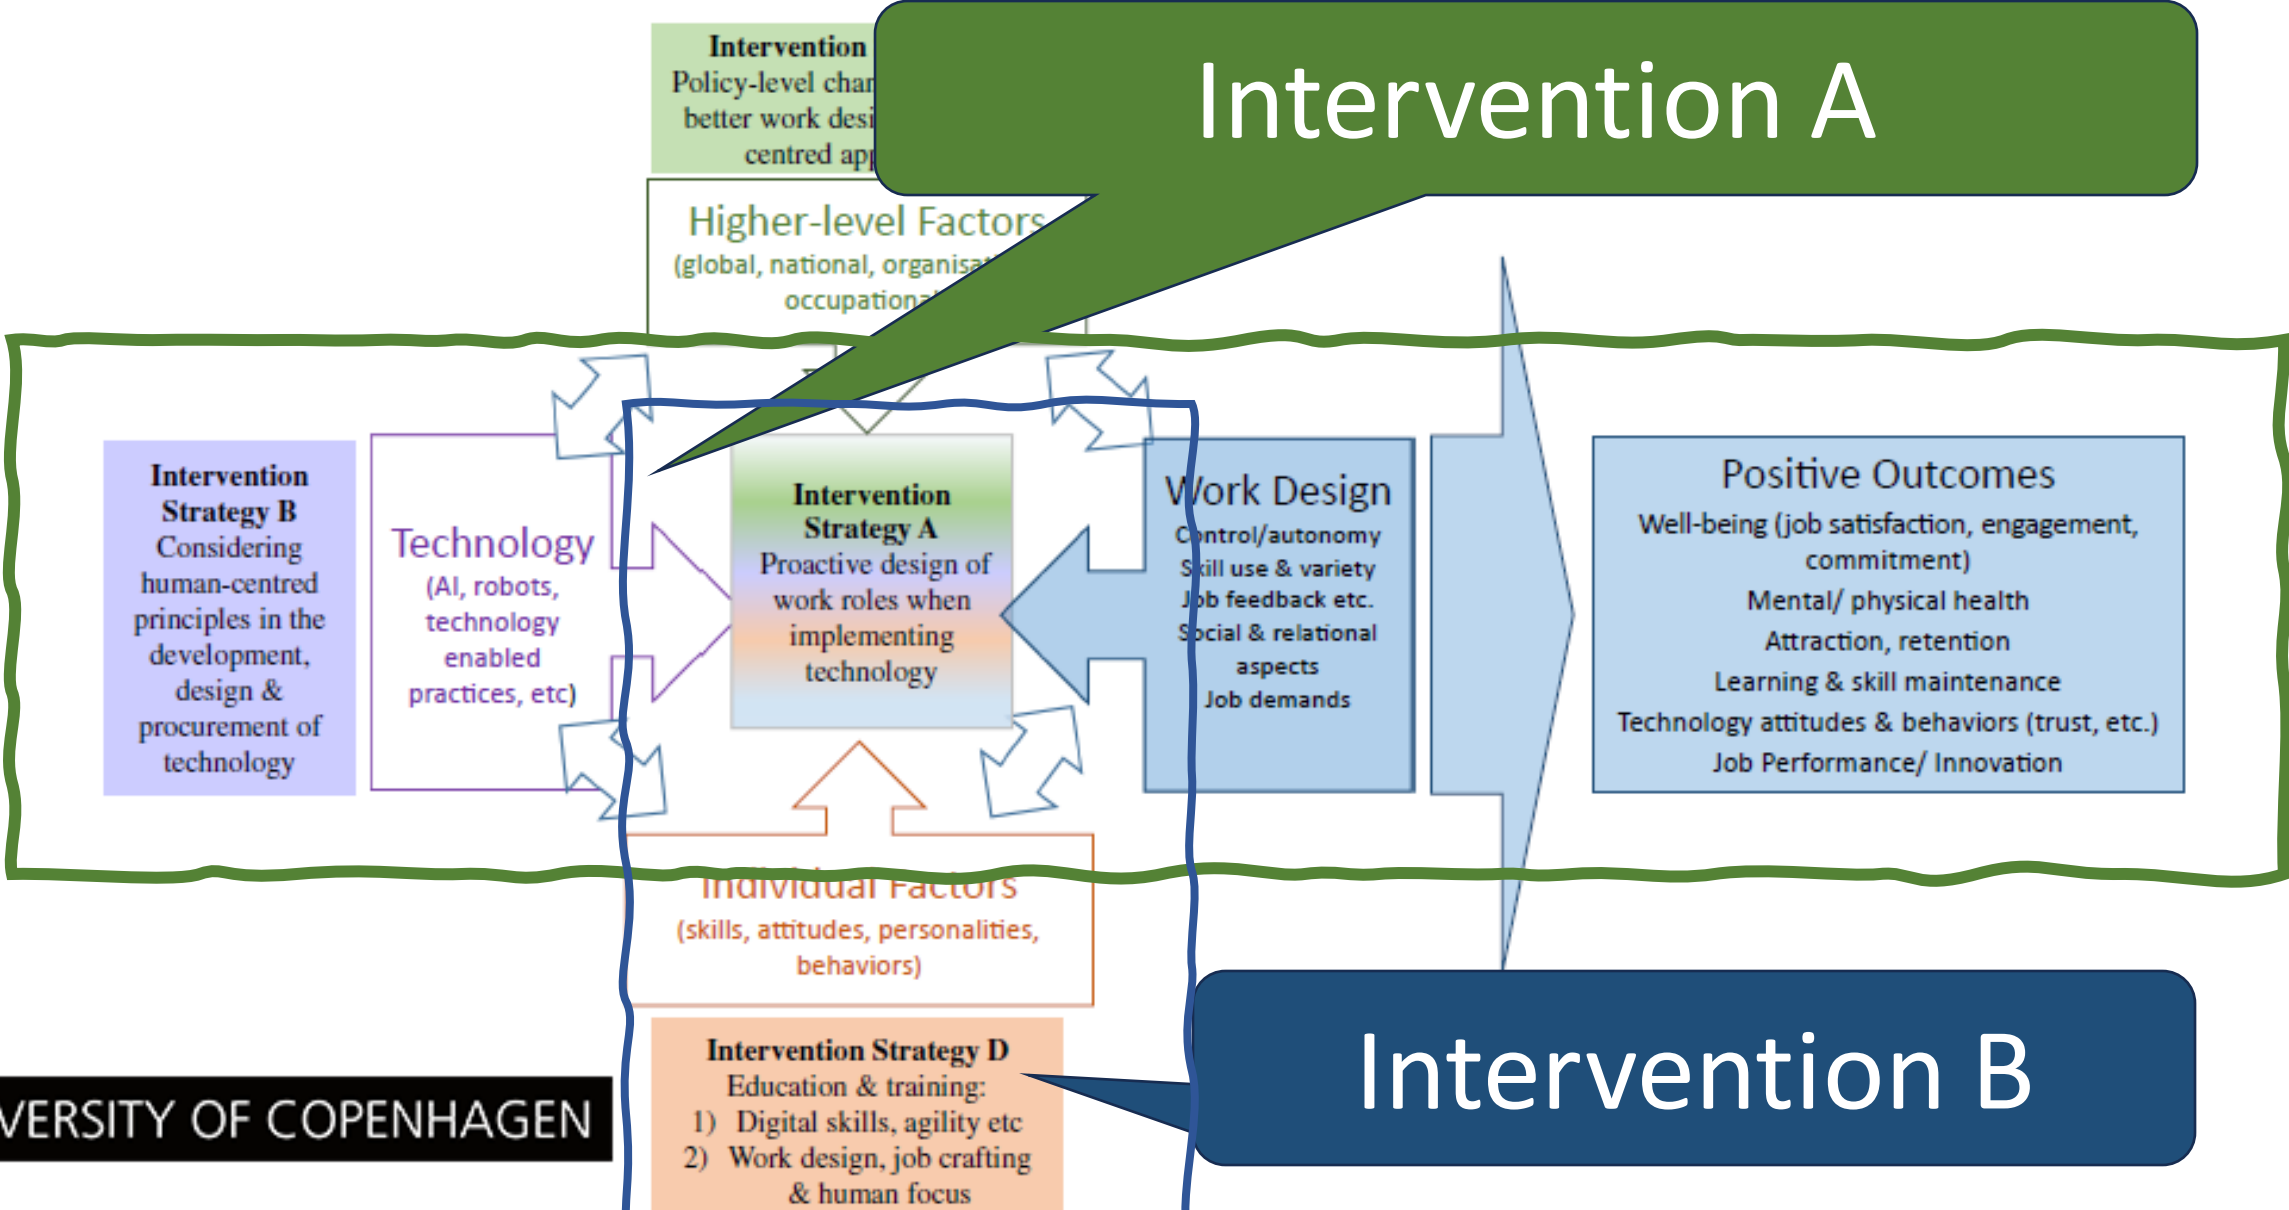 Intervention
Policy-level
better work
centred
Intervention A
Higher-level Factors
(global, national,
occupational
Intervention
Strategy B
Considering
human-centred
principles in the
development,
design &
procurement of
technology
Technology
(AI, robots,
technology
enabled
practices, etc)
Intervention
Strategy A
Proactive design of
work roles when
implementing
technology
Work Design
Control/autonomy
Skill use & variety
Job feedback etc.
Social & relational
aspects
Job demands
Positive Outcomes
Well-being (job satisfaction, engagement,
commitment)
Mental/ physical health
Attraction, retention
Learning & skill maintenance
Technology attitudes & behaviors (trust, etc.)
Job Performance/ Innovation
Individual Factors
(skills, attitudes, personalities,
behaviors)
Intervention Strategy D
Education & training:
1) Digital skills, agility etc
2) Work design, job crafting
& human focus
Intervention B
VERSITY OF COPENHAGEN